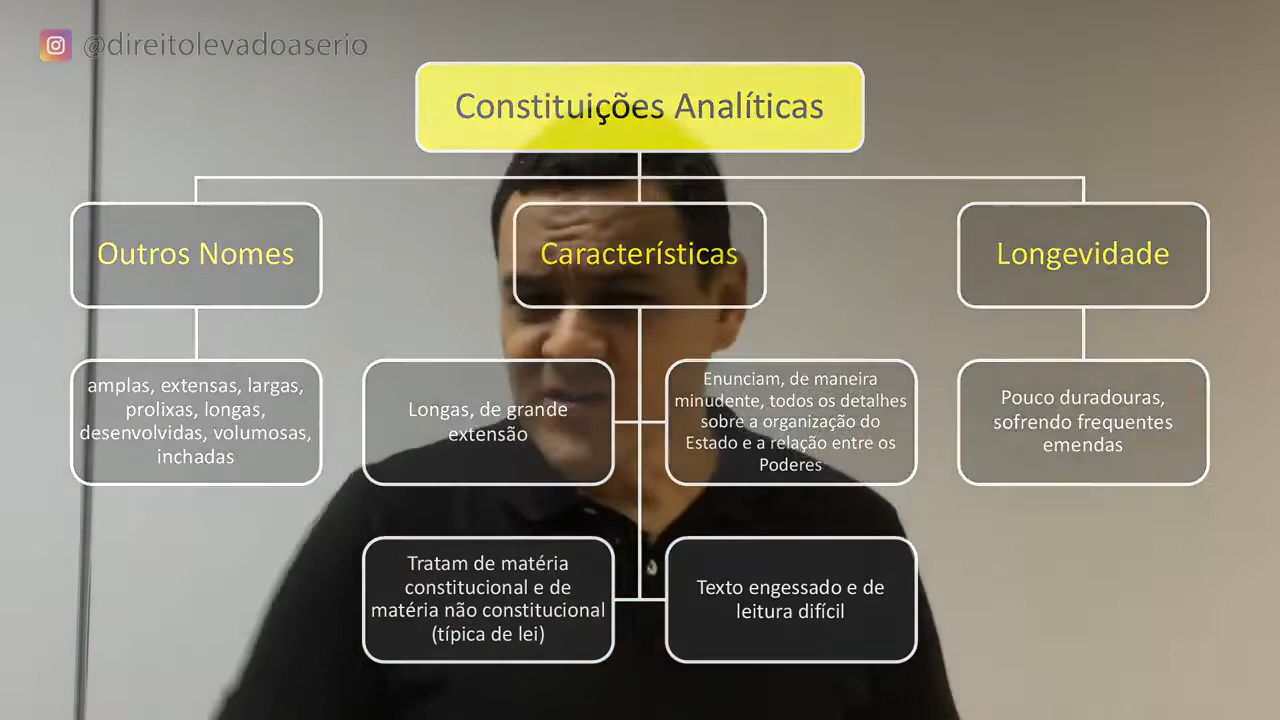 @direitolevadoaserio
Constituições Analíticas
Outros Nomes
Características
Longevidade
amplas, extensas, largas,
prolixas, longas,
desenvolvidas, volumosas,
inchadas
Longas, de grande
extensão
Enunciam, de maneira
minudente, todos os detalhes
sobre a organização do
Estado e a relação entre os
Poderes
Pouco duradouras,
sofrendo frequentes
emendas
Tratam de matéria
constitucional e de
matéria não constitucional
(típica de lei)
Texto engessado e de
leitura difícil